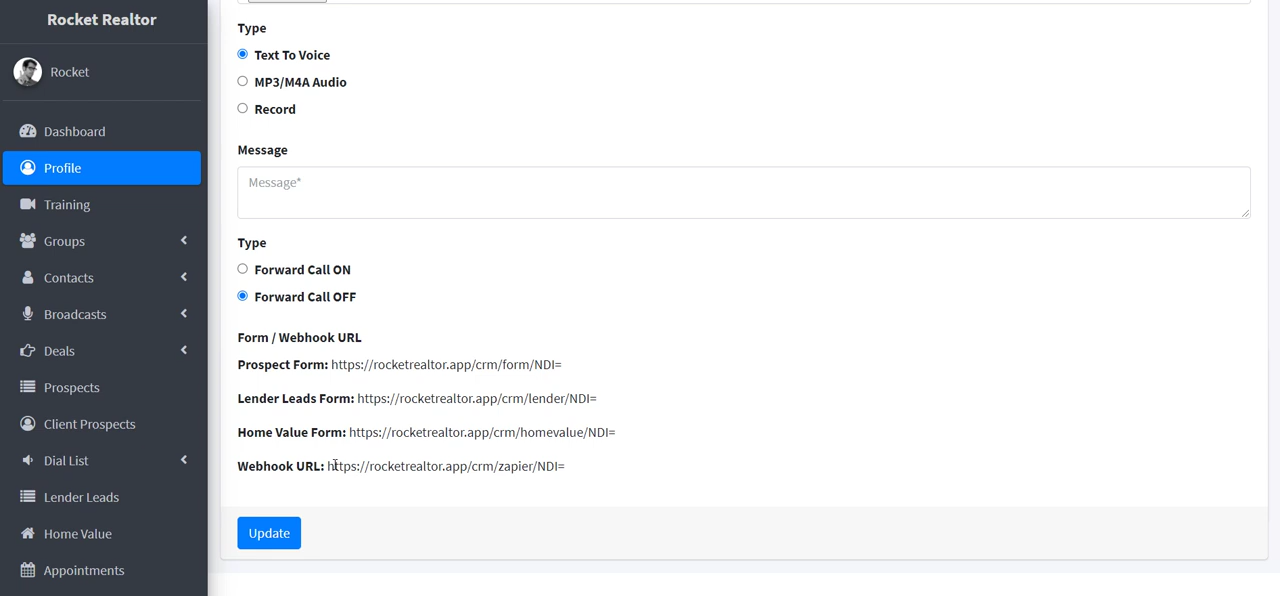 Rocket Realtor
Rocket
Dashboard
Profile
Training
Groups
Contacts
Broadcasts
Deals
Prospects
Client Prospects
Dial List
Lender Leads
Home Value
Appointments
Type
Text To Voice
MP3/M4A Audio
Record
Message
Message*
Type
Forward Call ON
Forward Call OFF
Form / Webhook URL
Prospect Form: https://rocketrealtor.app/crm/form/NDI=
Lender Leads Form: https://rocketrealtor.app/crm/lender/NDI=
Home Value Form: https://rocketrealtor.app/crm/homevalue/NDI=
Webhook URL: https://rocketrealtor.app/crm/zapier/NDI=
Update